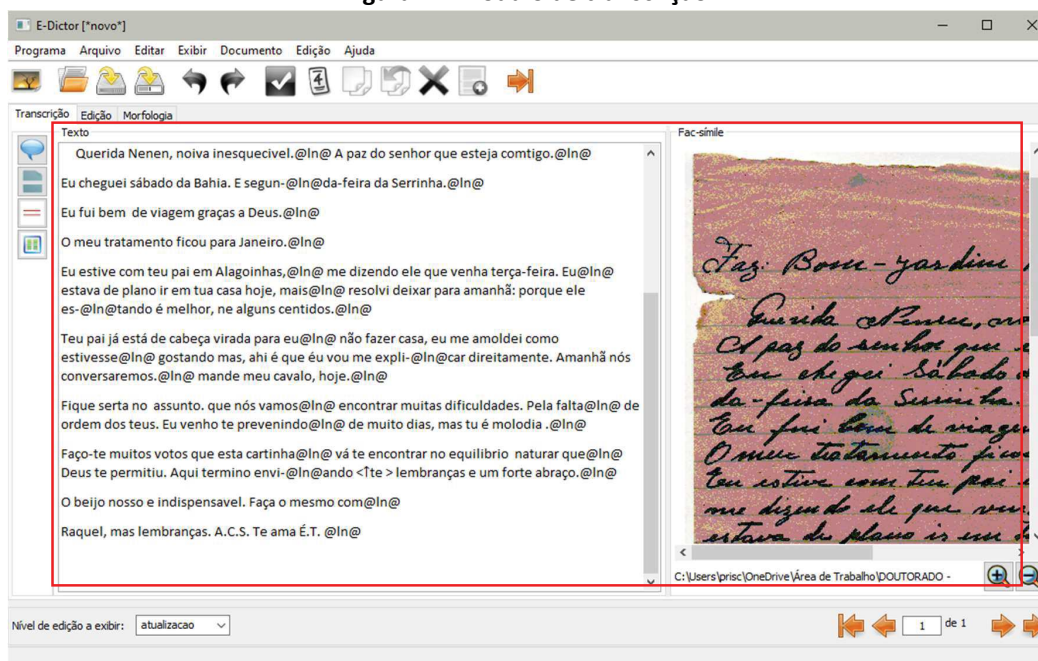 E-Dictor [*novo*]
Programa Arquivo Editar Exibir Documento Edição Ajuda
Transcrição Edição Morfologia
Texto
Querida Nenen, noiva inesquecivel.@ln@ A paz do senhor que esteja comtigo.@ln@
Eu cheguei sábado da Bahia. E segun-@ln@da-feira da Serrinha.@ln@
Eu fui bem de viagem graças a Deus.@ln@
O meu tratamento ficou para Janeiro.@ln@
Eu estive com teu pai em Alagoinhas,@ln@ me dizendo ele que venha terça-feira. Eu@ln@
estava de plano ir em tua casa hoje, mais@ln@ resolvi deixar para amanhã: porque ele
es-@ln@tando é melhor, ne alguns centidos.@ln@
Teu pai já está de cabeça virada para eu@ln@ não fazer casa, eu me amoldei como
estivesse@ln@ gostando mas, ahi é que éu vou me expli-@ln@car direitamente. Amanhã nós
conversaremos.@ln@ mande meu cavalo, hoje.@ln@
Fique serta no assunto. que nós vamos@ln@ encontrar muitas dificuldades. Pela falta@ln@ de
ordem dos teus. Eu venho te prevenindo@ln@ de muito dias, mas tu é molodia .@ln@
Faço-te muitos votos que esta cartinha@ln@ vá te encontrar no equilibrio naturar que@ln@
Deus te permitiu. Aqui termino envi-@ln@ando <↑te > lembranças e um forte abraço.@ln@
O beijo nosso e indispensavel. Faça o mesmo com@ln@
Raquel, mas lembranças. A.C.S. Te ama É.T. @ln@
Fac-símile
Faz: Bom-jardim
Querida Nenen,
A paz do senhor que
Eu chegei Sábado
da-feira da Serrinha.
Eu fui bem de viagem
O meu tratamento
Eu estive com teu pai
me dizendo ele que
estava de plano ir em
C:\Users\prisc\OneDrive\Área de Trabalho\DOUTORADO -
Nível de edição a exibir: atualizacao
1 de 1